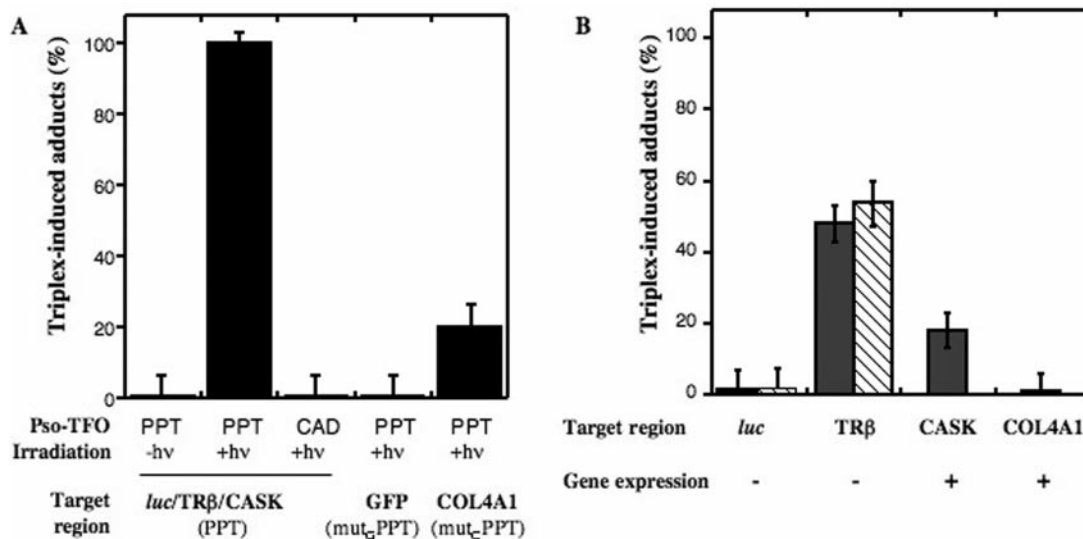 A
Triplex-induced adducts (%)
100
80
60
40
20
0
Pso-TFO PPT PPT CAD PPT PPT
Irradiation -hν +hν +hν +hν +hν
Target region
luc/TRβ/CASK (PPT)
GFP (mutGPPT)
COL4A1 (mutCPPT)
B
Triplex-induced adducts (%)
100
80
60
40
20
0
Target region luc TRβ CASK COL4A1
Gene expression - - + +